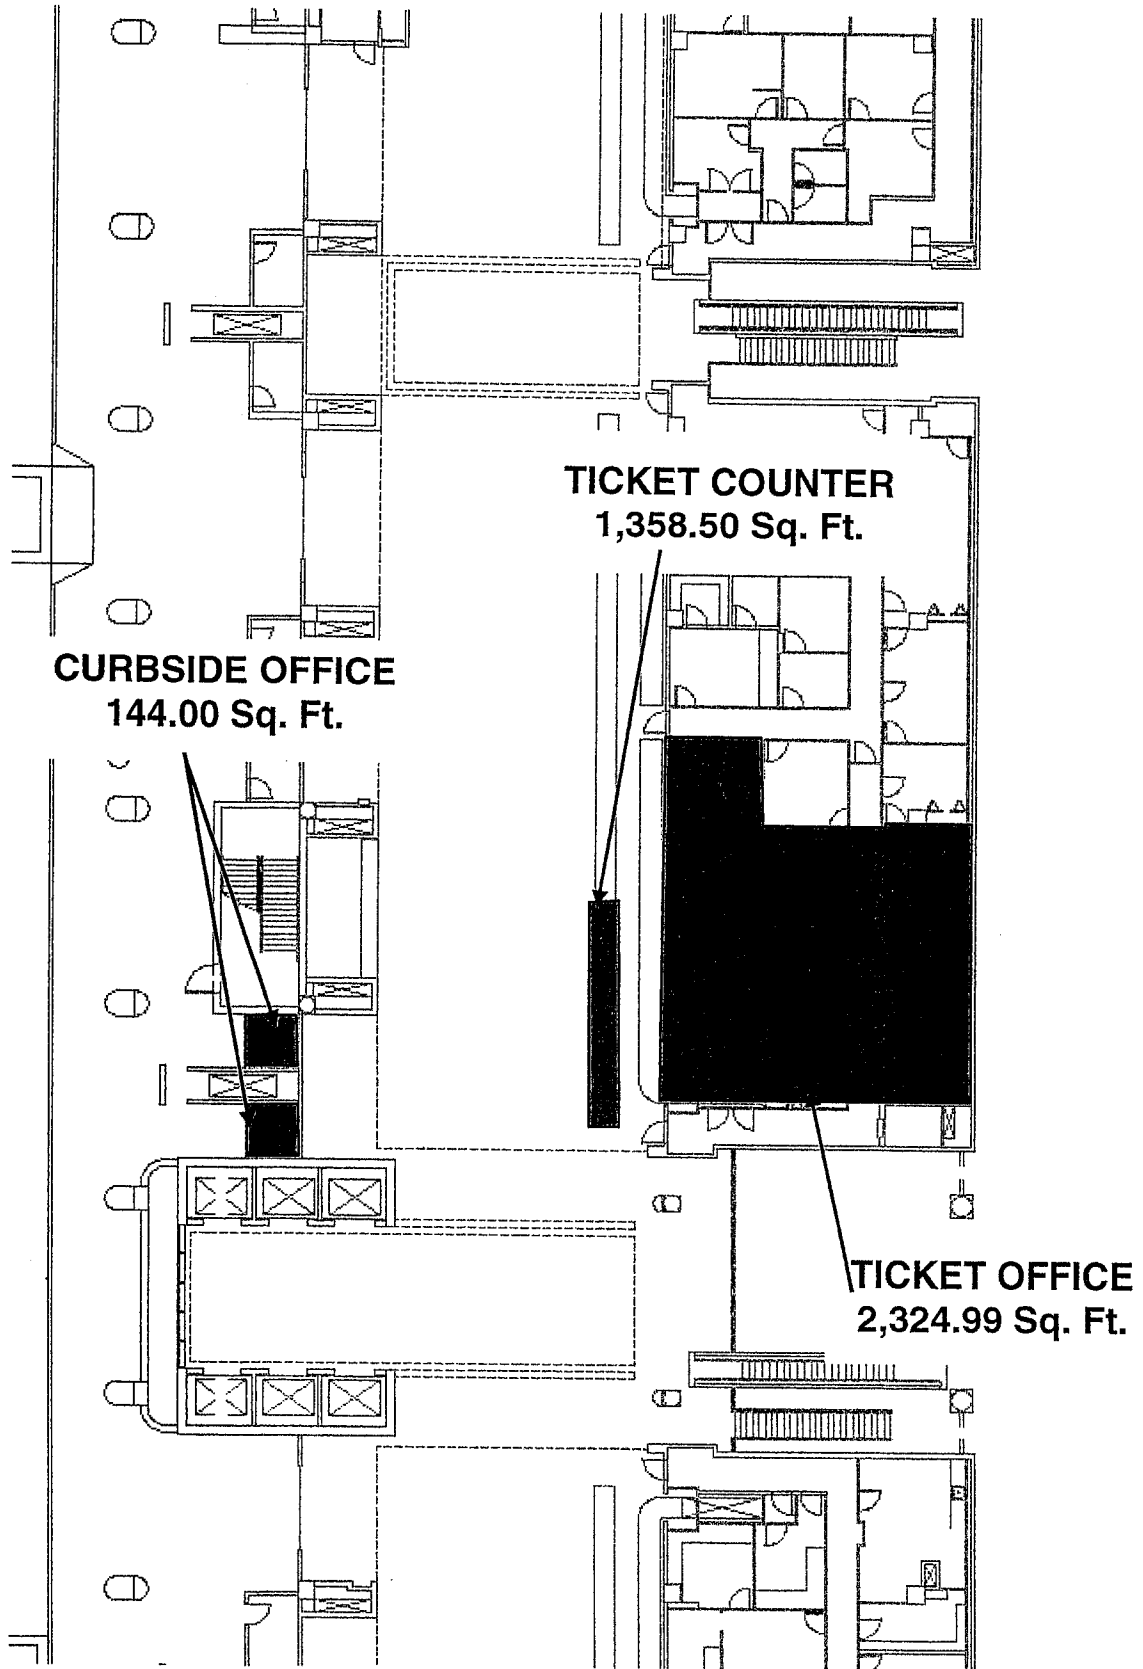 TICKET COUNTER
1,358.50 Sq. Ft.
CURBSIDE OFFICE
144.00 Sq. Ft.
TICKET OFFICE
2,324.99 Sq. Ft.